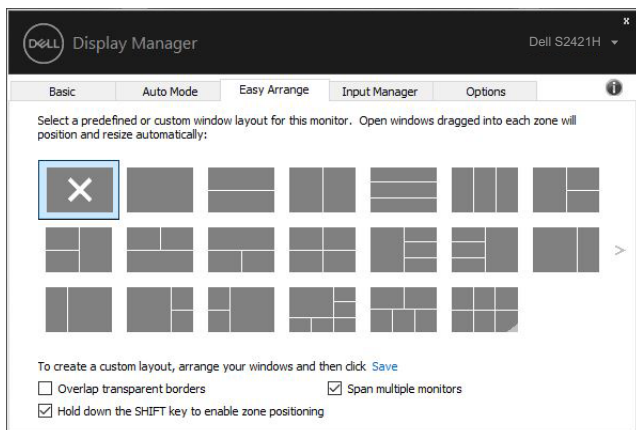 x
DELL Display Manager Dell S2421H
Basic Auto Mode Easy Arrange Input Manager Options i
Select a predefined or custom window layout for this monitor. Open windows dragged into each zone will
position and resize automatically:
To create a custom layout, arrange your windows and then click Save
Overlap transparent borders Span multiple monitors
Hold down the SHIFT key to enable zone positioning